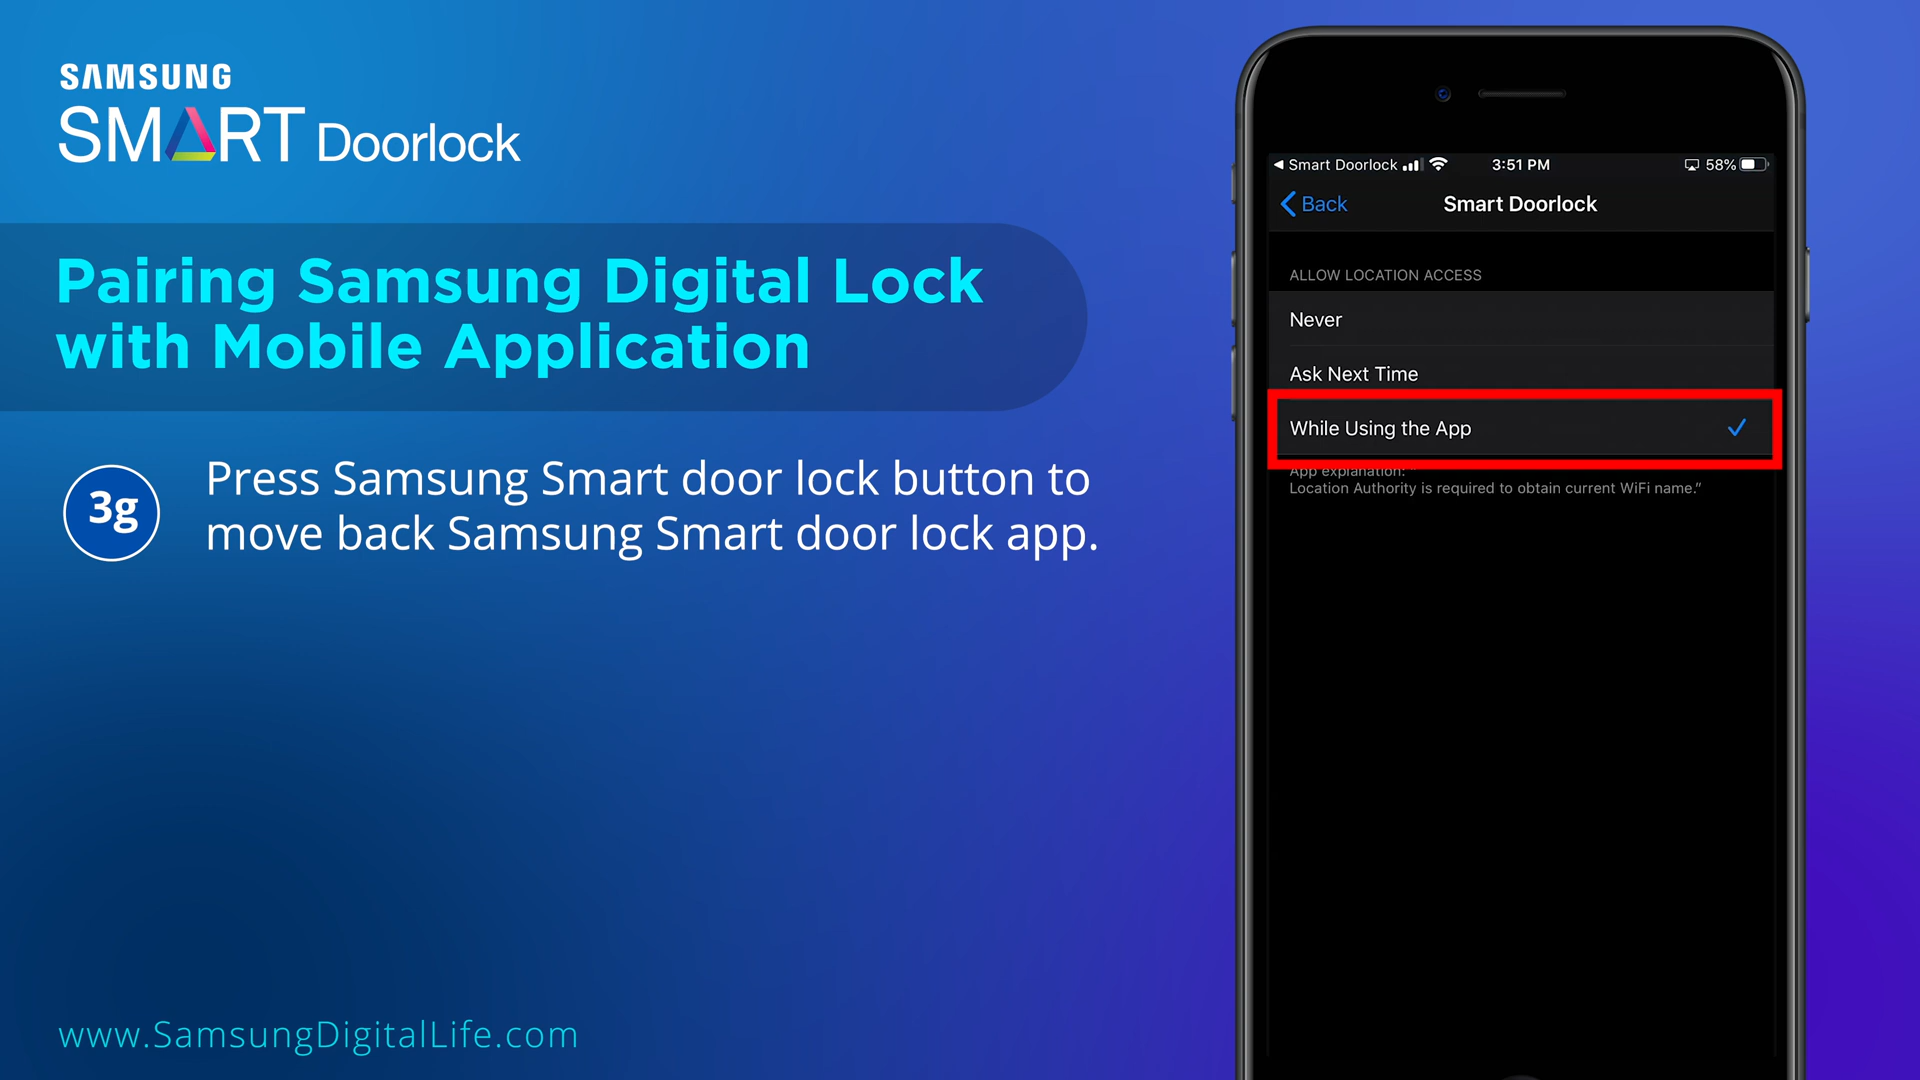 SAMSUNG
SMART Doorlock
Pairing Samsung Digital Lock
with Mobile Application
3g
Press Samsung Smart door lock button to
move back Samsung Smart door lock app.
www.SamsungDigitalLife.com
Smart Doorlock 3:51 PM 58%
Back Smart Doorlock
ALLOW LOCATION ACCESS
Never
Ask Next Time
While Using the App
App explanation: "
Location Authority is required to obtain current WiFi name.”